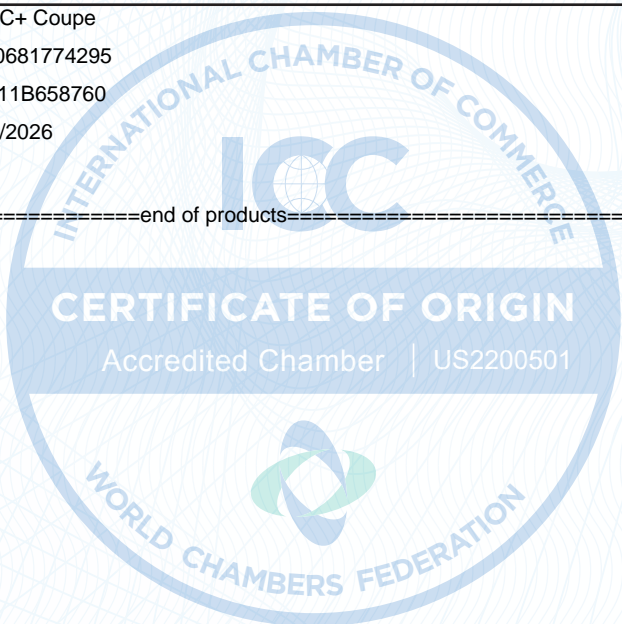 C+ Coupe
0681774295
11B658760
/2026
===========end of products===========================
INTERNATIONAL CHAMBER OF COMMERCE
ICC
CERTIFICATE OF ORIGIN
Accredited Chamber | US2200501
WORLD CHAMBERS FEDERATION